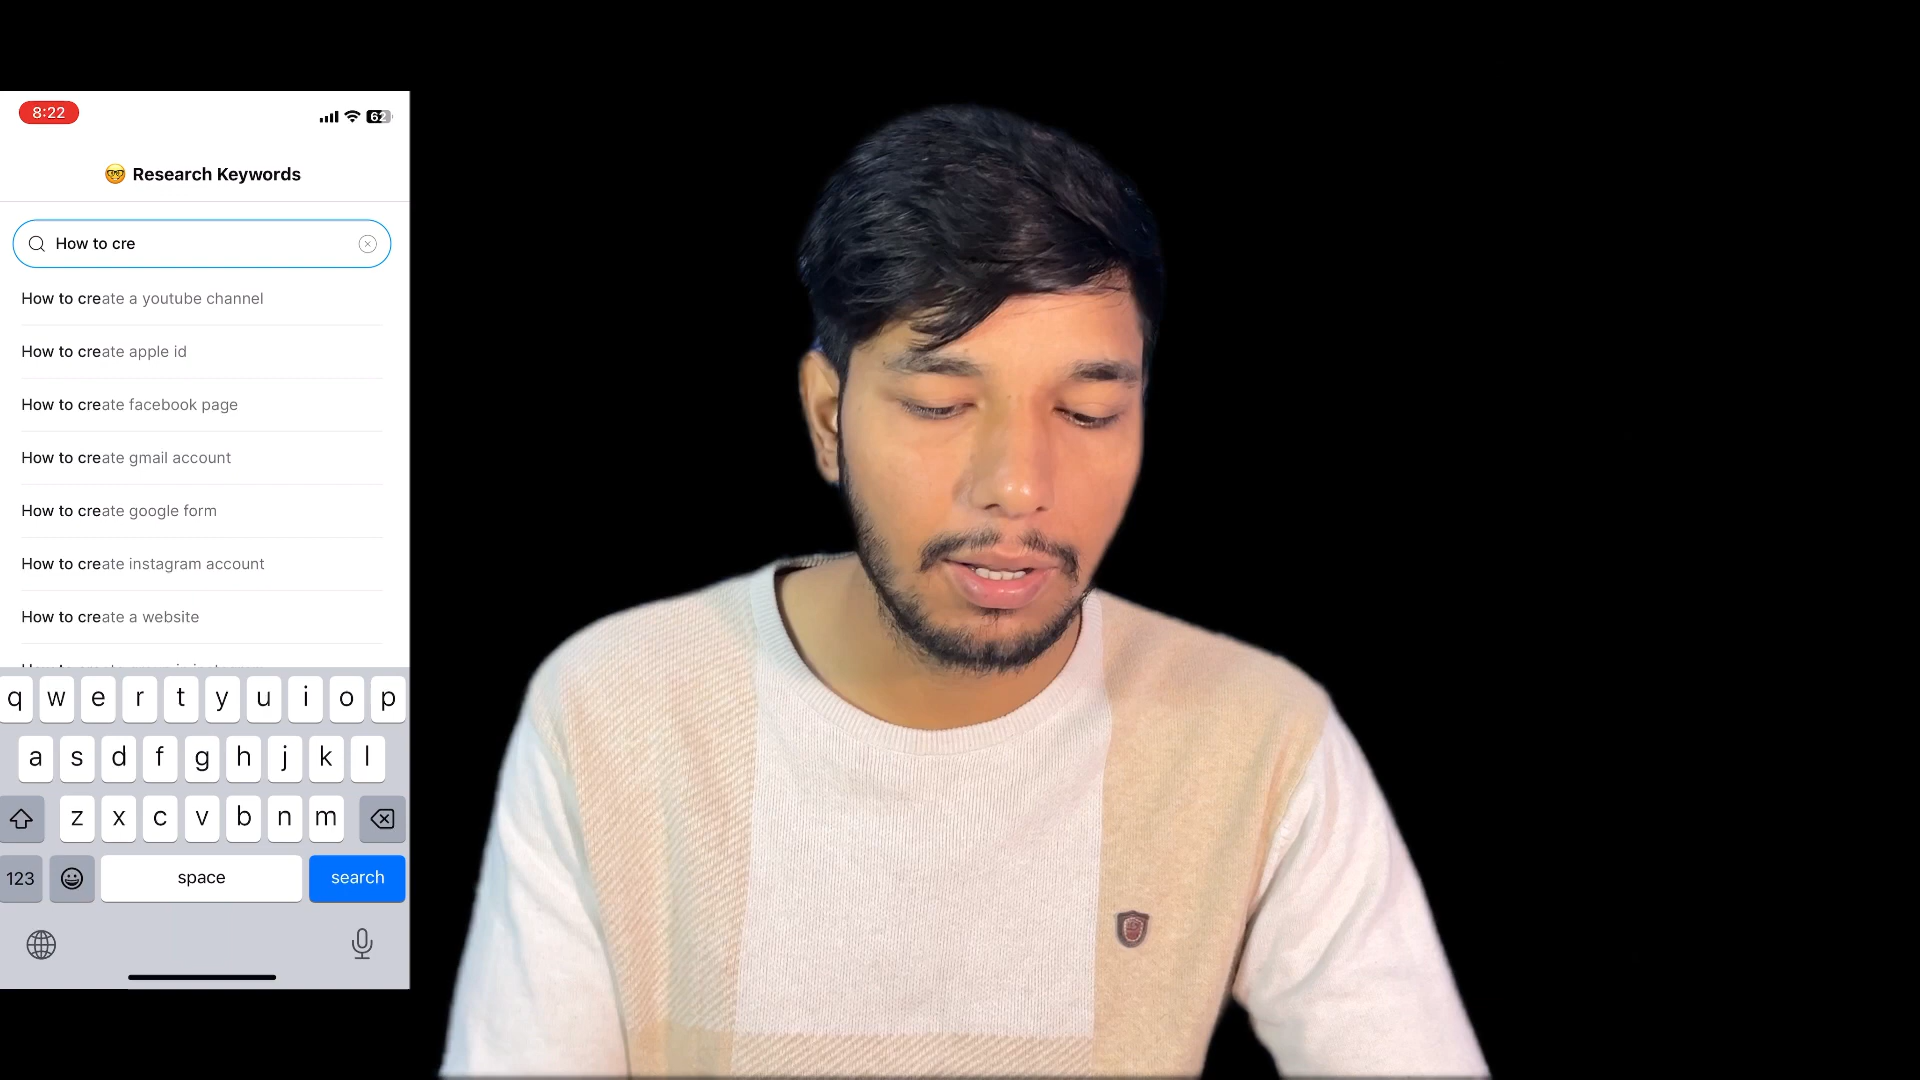 8:22
62
Research Keywords
How to cre
How to create a youtube channel
How to create apple id
How to create facebook page
How to create gmail account
How to create google form
How to create instagram account
How to create a website
q w e r t y u i o p
a s d f g h j k l
z x c v b n m
123 space search